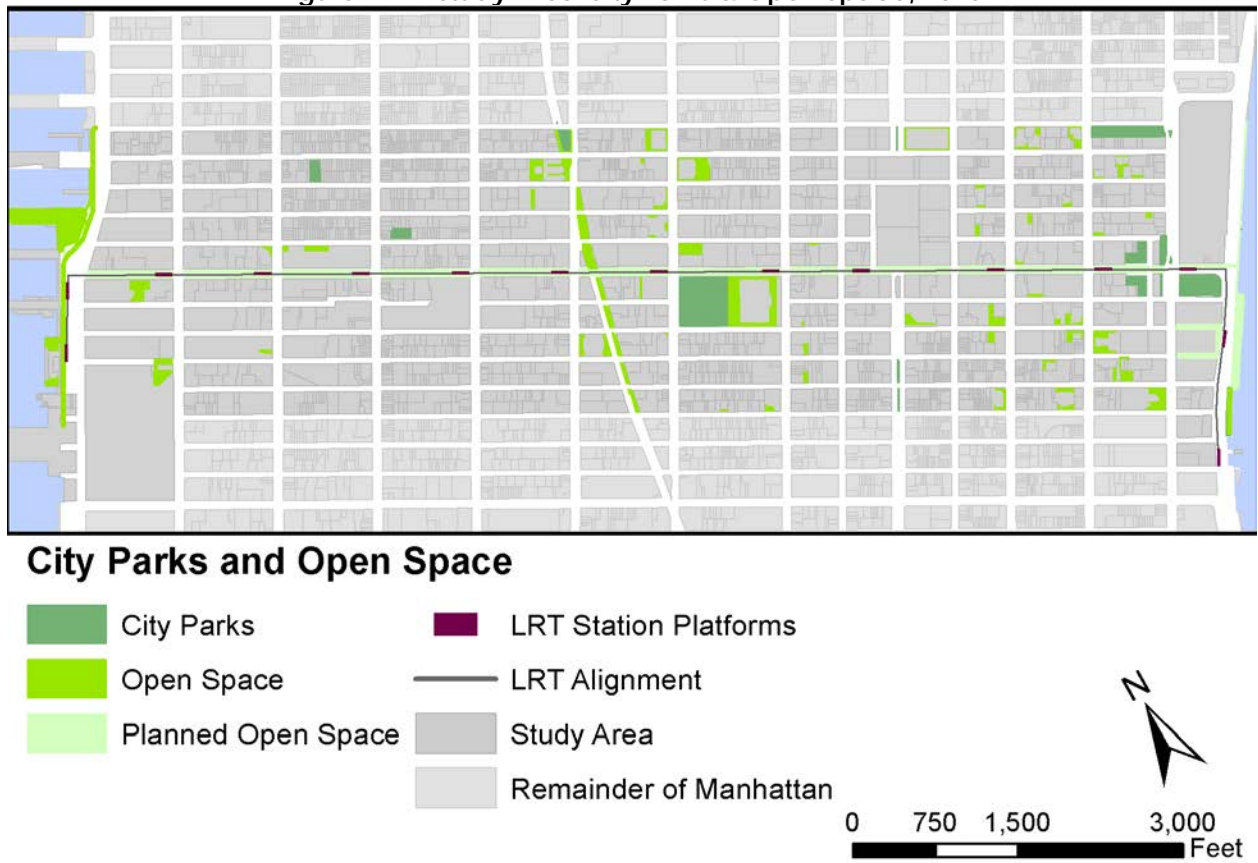 City Parks and Open Space
City Parks
Open Space
Planned Open Space
LRT Station Platforms
LRT Alignment
Study Area
Remainder of Manhattan
N
0 750 1,500 3,000
Feet